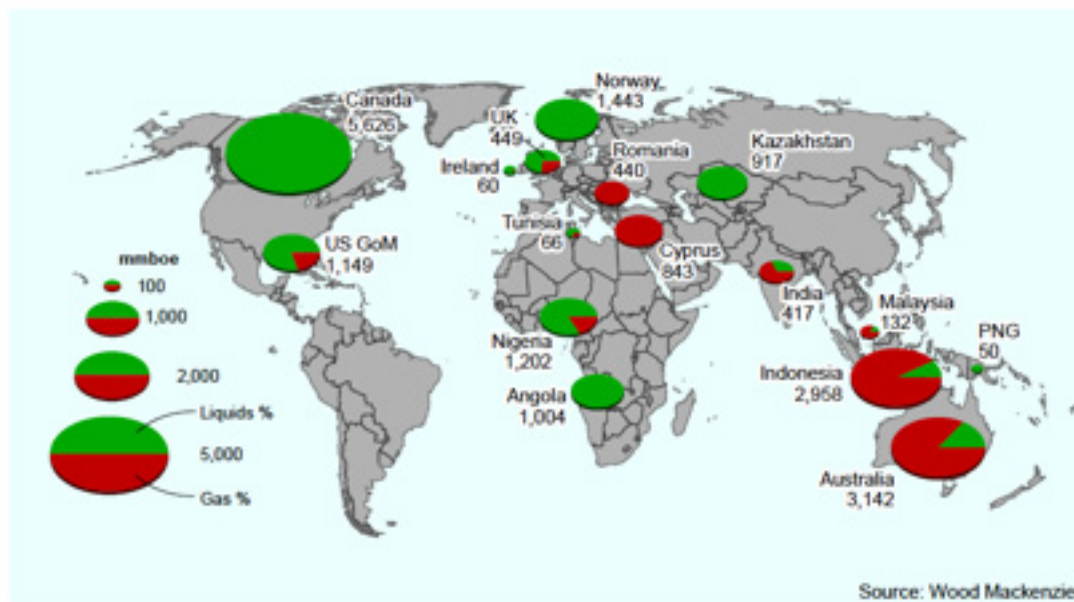 Norway
1,443
Canada
5,626
UK
449
Kazakhstan
917
Romania
440
Ireland
60
Tunisia
66
US GoM
1,149
Cyprus
843
mmboe
100
1,000
2,000
Liquids %
5,000
Gas %
India
417
Malaysia
132
PNG
50
Nigeria
1,202
Indonesia
2,958
Angola
1,004
Australia
3,142
Source: Wood Mackenzie